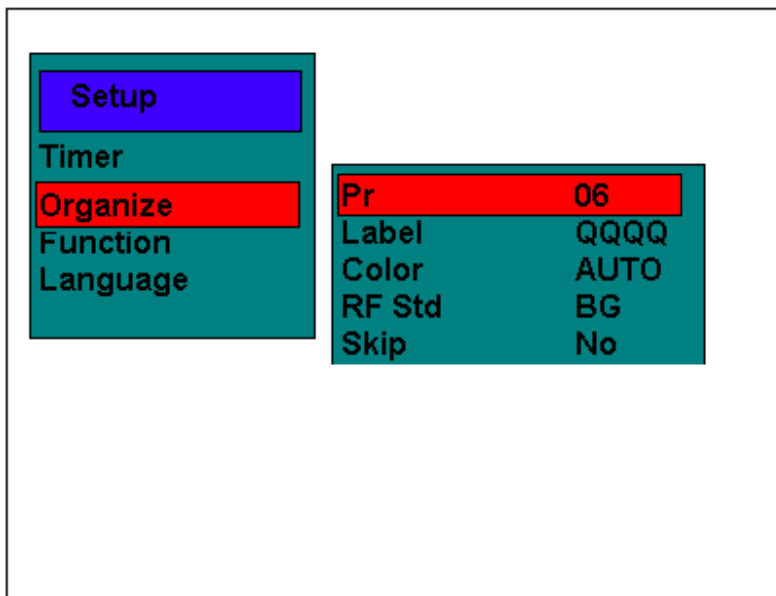 Setup
Timer
Organize
Function
Language
Pr 06
Label QQQQ
Color AUTO
RF Std BG
Skip No